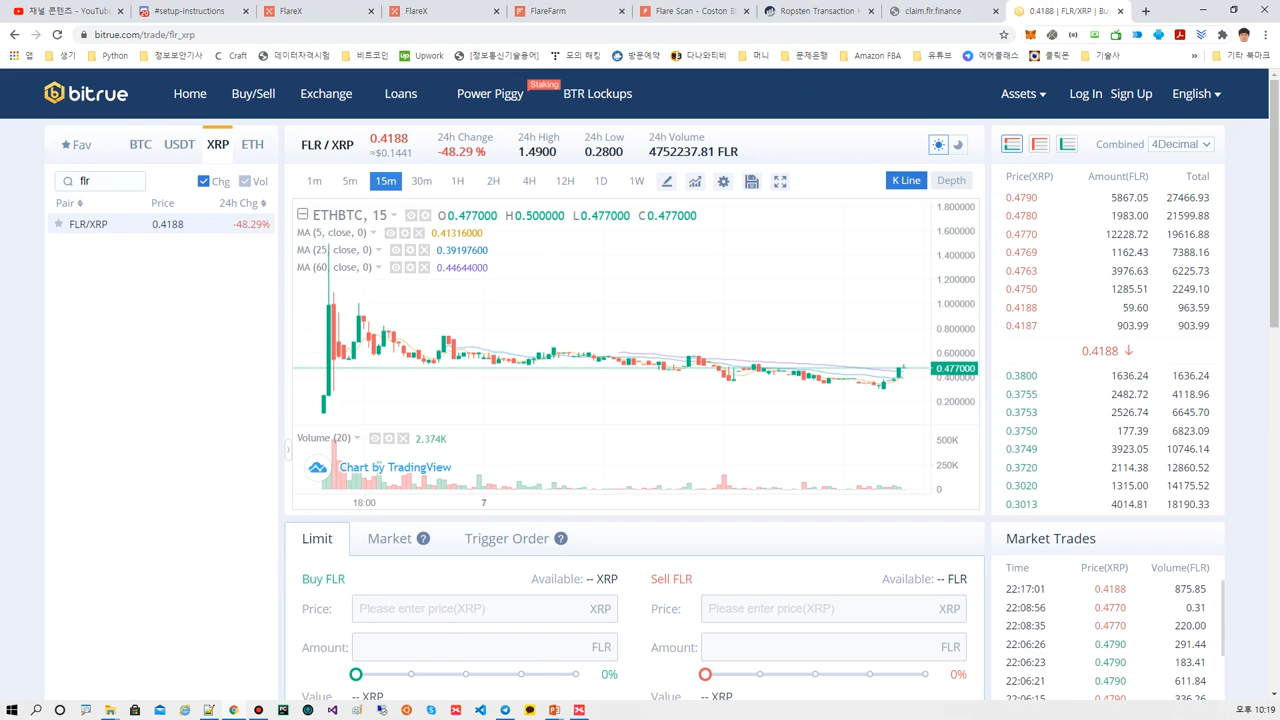 재널 콘텐츠 - YouTube
#setup-instructions
FlareX
FlareX
FlareFarm
Flare Scan - Coston B
Ropsten Transaction H
claim.flr.finance
0.4188 | FLR/XRP | Bu
bitrue.com/trade/flr_xrp
앱 생기 Python 정보보안기사 Craft 데이터자격시험 비트코인 Upwork [정보통신기술용어] 모의 해킹 방문예약 다나와티비 머니 문제은행 Amazon FBA 유튜브 에어클래스 클릭몬 기술사 » 기타 북마크
bitrue
Home Buy/Sell Exchange Loans Power Piggy Staking BTR Lockups Assets Log In Sign Up English
Fav BTC USDT XRP ETH
flr Chg Vol
Pair Price 24h Chg
FLR/XRP 0.4188 -48.29%
FLR / XRP
0.4188
≈$0.1441
24h Change
-48.29 %
24h High
1.4900
24h Low
0.2800
24h Volume
4752237.81 FLR
1m 5m 15m 30m 1H 2H 4H 12H 1D 1W K Line Depth
ETHBTC, 15 O 0.477000 H 0.500000 L 0.477000 C 0.477000
MA (5, close, 0) 0.41316000
MA (25, close, 0) 0.39197600
MA (60, close, 0) 0.44644000
1.800000
1.600000
1.400000
1.200000
1.000000
0.800000
0.600000
0.477000
0.400000
0.200000
Volume (20) 2.374K
500K
250K
0
Chart by TradingView
18:00 7
Combined 4Decimal
Price(XRP) Amount(FLR) Total
0.4790 5867.05 27466.93
0.4780 1983.00 21599.88
0.4770 12228.72 19616.88
0.4769 1162.43 7388.16
0.4763 3976.63 6225.73
0.4750 1285.51 2249.10
0.4188 59.60 963.59
0.4187 903.99 903.99
0.4188 ↓
0.3800 1636.24 1636.24
0.3755 2482.72 4118.96
0.3753 2526.74 6645.70
0.3750 177.39 6823.09
0.3749 3923.05 10746.14
0.3720 2114.38 12860.52
0.3020 1315.00 14175.52
0.3013 4014.81 18190.33
Limit Market ? Trigger Order ?
Buy FLR Available: -- XRP
Price: Please enter price(XRP) XRP
Amount: FLR
0%
Value -- XRP
Sell FLR Available: -- FLR
Price: Please enter price(XRP) XRP
Amount: FLR
0%
Value -- XRP
Market Trades
Time Price(XRP) Volume(FLR)
22:17:01 0.4188 875.85
22:08:56 0.4770 0.31
22:08:35 0.4770 220.00
22:06:26 0.4790 291.44
22:06:23 0.4790 183.41
22:06:21 0.4790 611.84
22:06:15 0.4790 336.26
오후 10:19